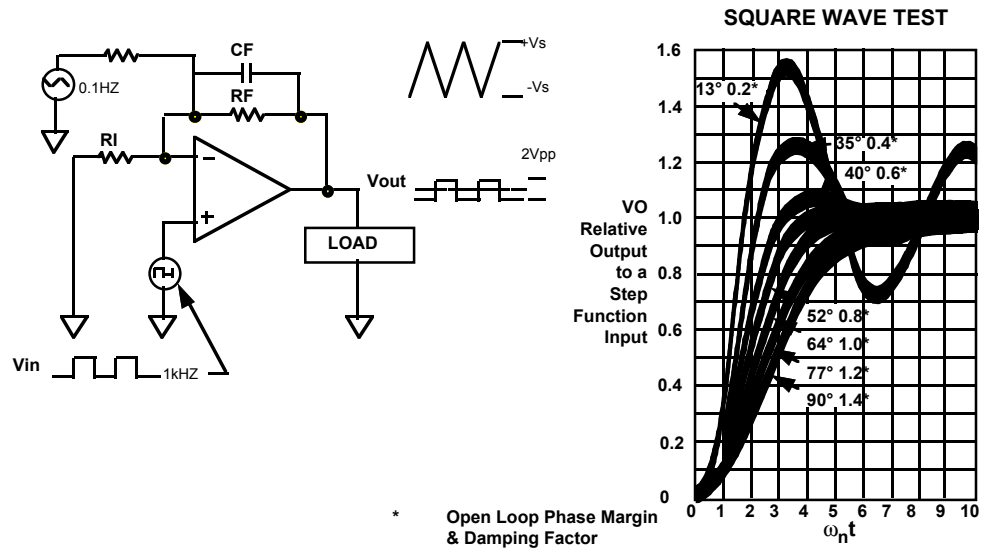 SQUARE WAVE TEST
CF
RF
0.1HZ
RI
+Vs
-Vs
2Vpp
Vout
LOAD
Vin
1kHZ
–
+
VO
Relative
Output
to a
Step
Function
Input
1.6
1.4
1.2
1.0
0.8
0.6
0.4
0.2
0
13° 0.2*
35° 0.4*
40° 0.6*
52° 0.8*
64° 1.0*
77° 1.2*
90° 1.4*
0 1 2 3 4 5 6 7 8 9 10
ωnt
* Open Loop Phase Margin
& Damping Factor